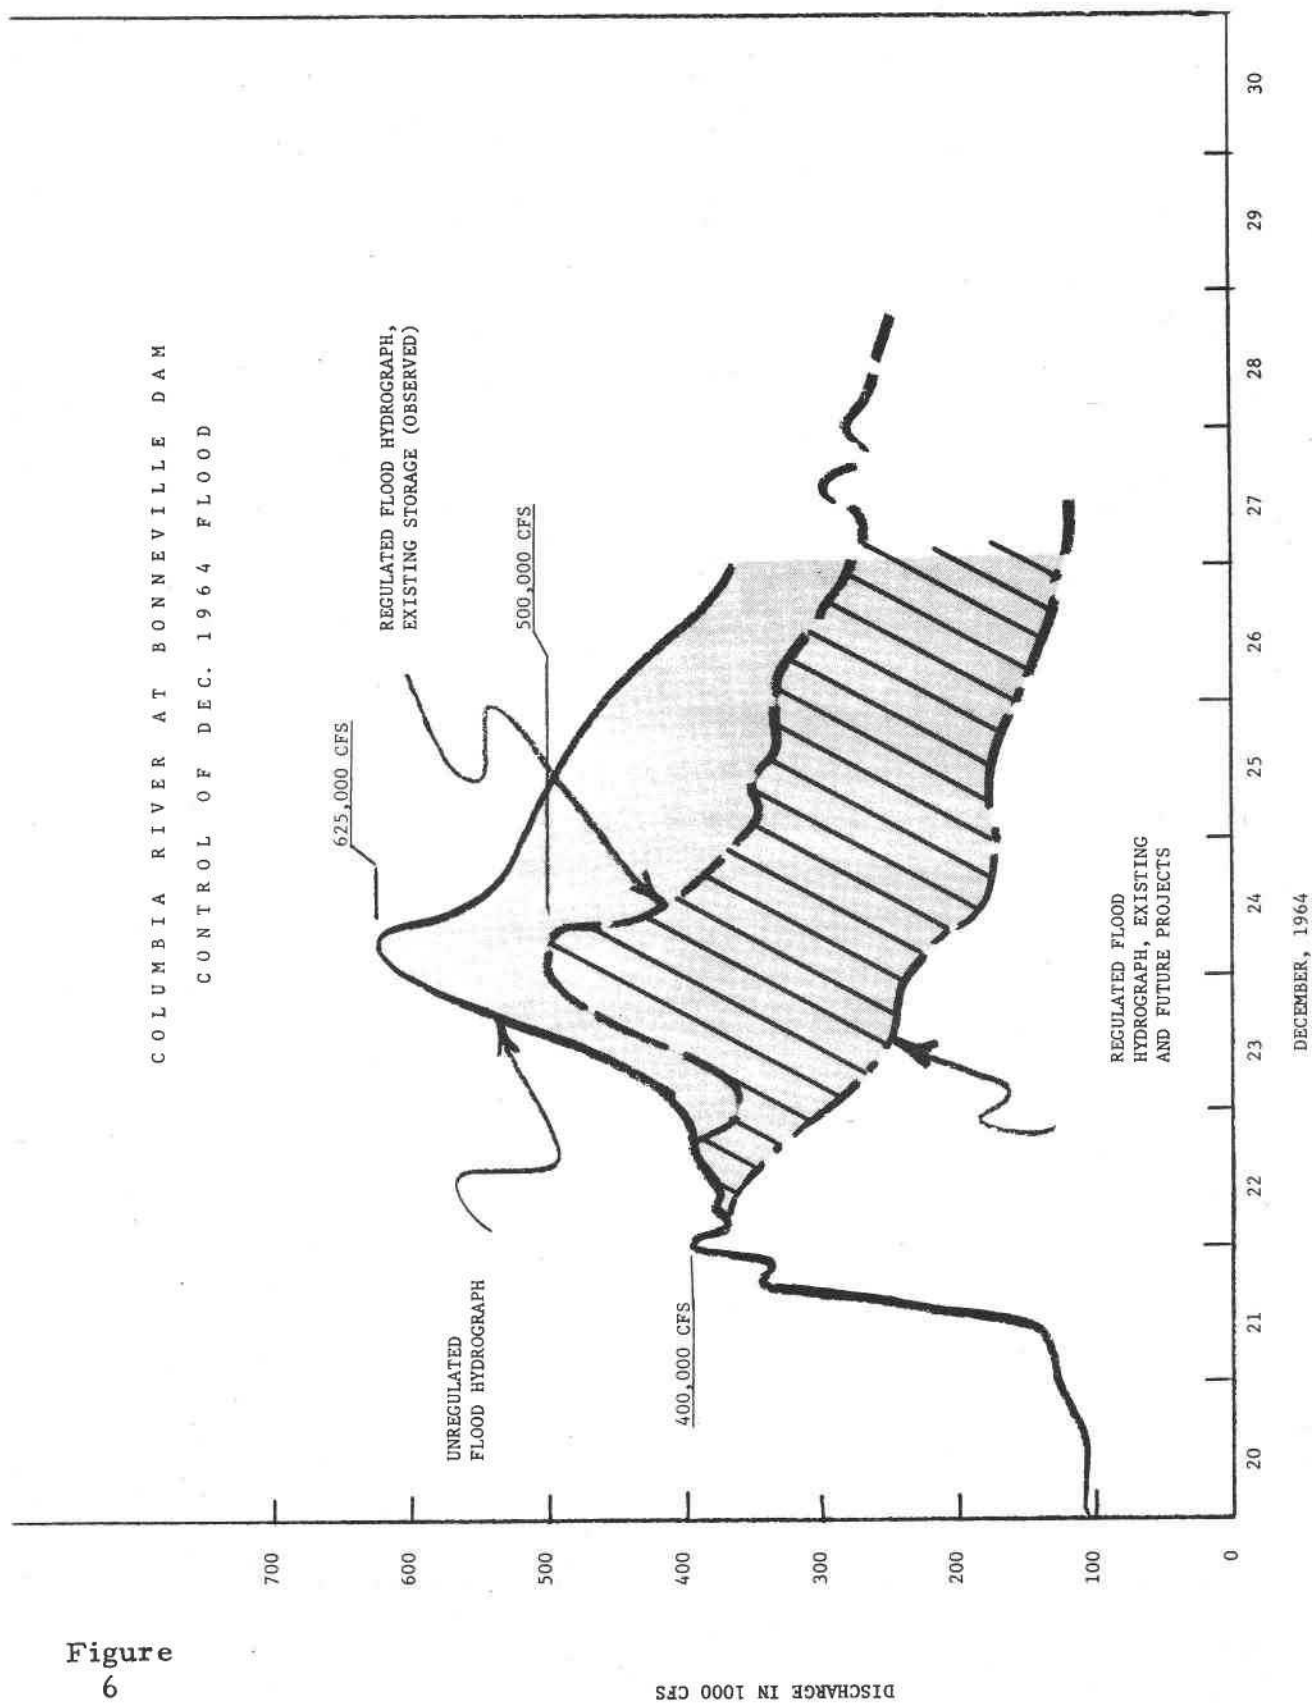 COLUMBIA RIVER AT BONNEVILLE DAM
CONTROL OF DEC. 1964 FLOOD
625,000 CFS
REGULATED FLOOD HYDROGRAPH,
EXISTING STORAGE (OBSERVED)
500,000 CFS
UNREGULATED
FLOOD HYDROGRAPH
400,000 CFS
REGULATED FLOOD
HYDROGRAPH, EXISTING
AND FUTURE PROJECTS
700
600
500
400
300
200
100
0
DISCHARGE IN 1000 CFS
20 21 22 23 24 25 26 27 28 29 30
DECEMBER, 1964
Figure
6